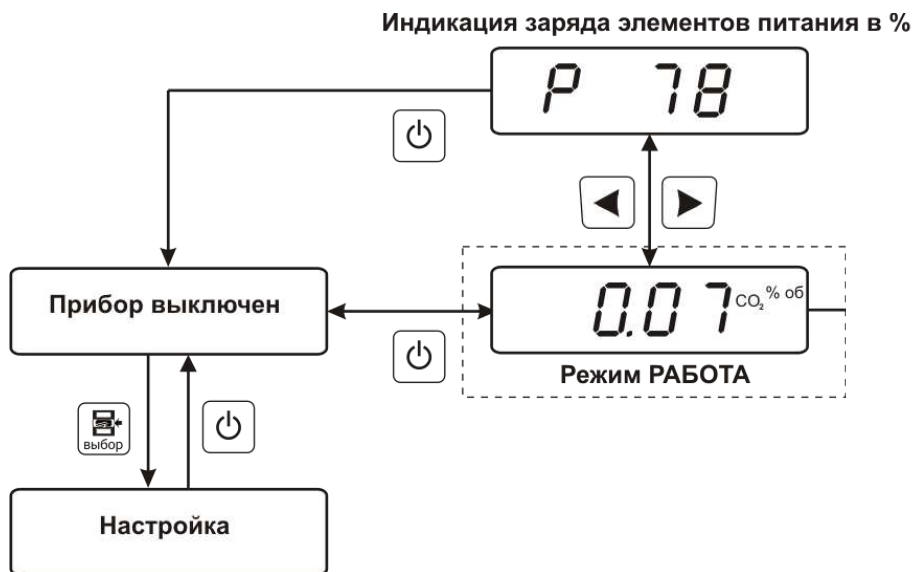 Индикация заряда элементов питания в %
P 78
Прибор выключен
0.07 CO₂ % об
Режим РАБОТА
выбор
Настройка